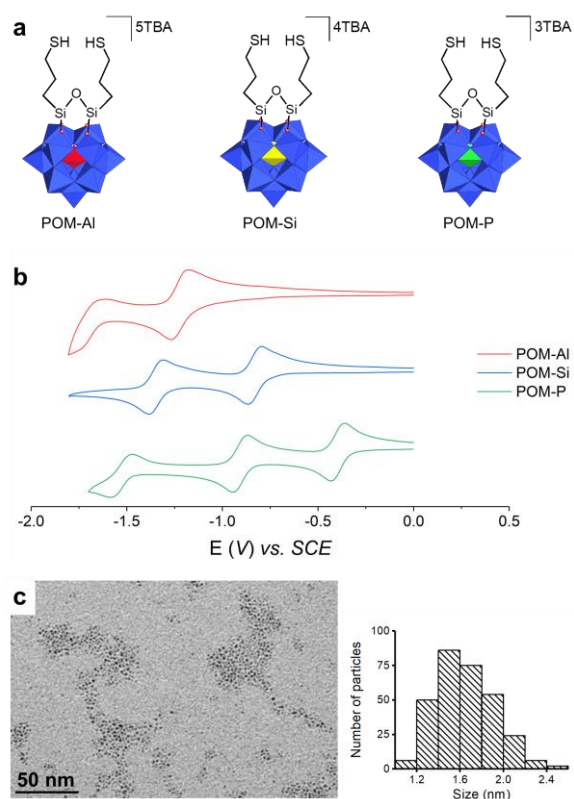 a
5TBA
4TBA
3TBA
SH HS
SH HS
SH HS
O
O
O
Si Si
Si Si
Si Si
POM-Al
POM-Si
POM-P
b
POM-Al
POM-Si
POM-P
-2.0 -1.5 -1.0 -0.5 0.0 0.5
E (V) vs. SCE
c
50 nm
Number of particles
100
75
50
25
0
1.2 1.6 2.0 2.4
Size (nm)